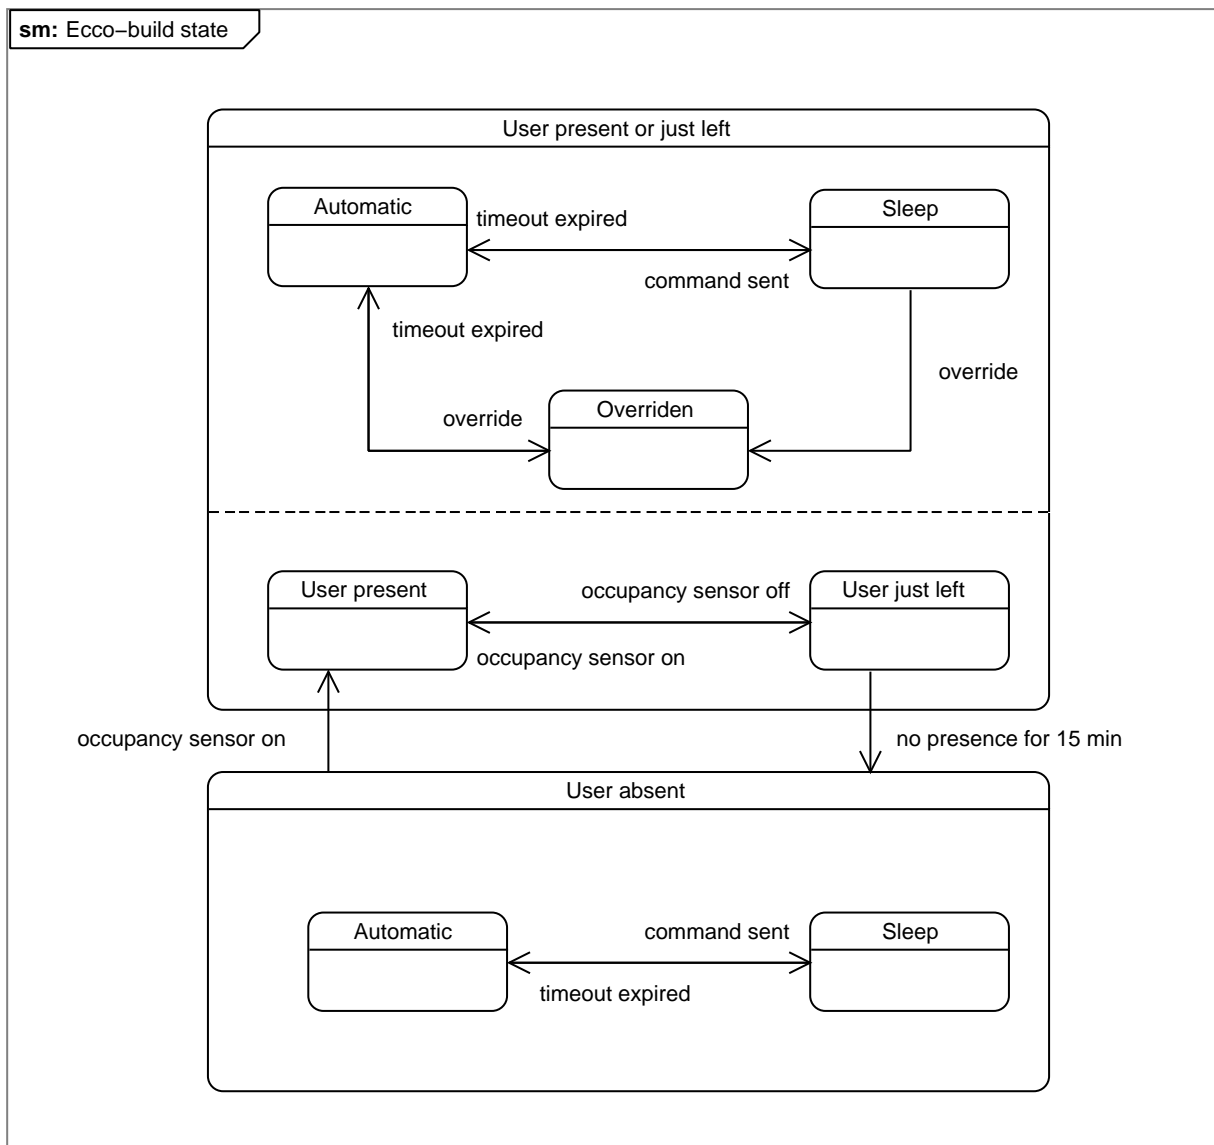 sm: Ecco−build state
User present or just left
Automatic
Sleep
timeout expired
command sent
timeout expired
override
override
Overriden
User present
occupancy sensor off
User just left
occupancy sensor on
occupancy sensor on
no presence for 15 min
User absent
Automatic
command sent
Sleep
timeout expired